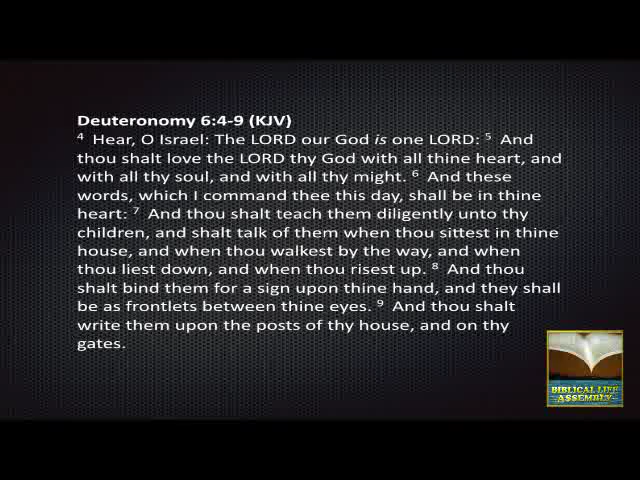 Deuteronomy 6:4-9 (KJV)
4 Hear, O Israel: The LORD our God is one LORD: 5 And
thou shalt love the LORD thy God with all thine heart, and
with all thy soul, and with all thy might. 6 And these
words, which I command thee this day, shall be in thine
heart: 7 And thou shalt teach them diligently unto thy
children, and shalt talk of them when thou sittest in thine
house, and when thou walkest by the way, and when
thou liest down, and when thou risest up. 8 And thou
shalt bind them for a sign upon thine hand, and they shall
be as frontlets between thine eyes. 9 And thou shalt
write them upon the posts of thy house, and on thy
gates.
BIBLICAL LIFE
ASSEMBLY